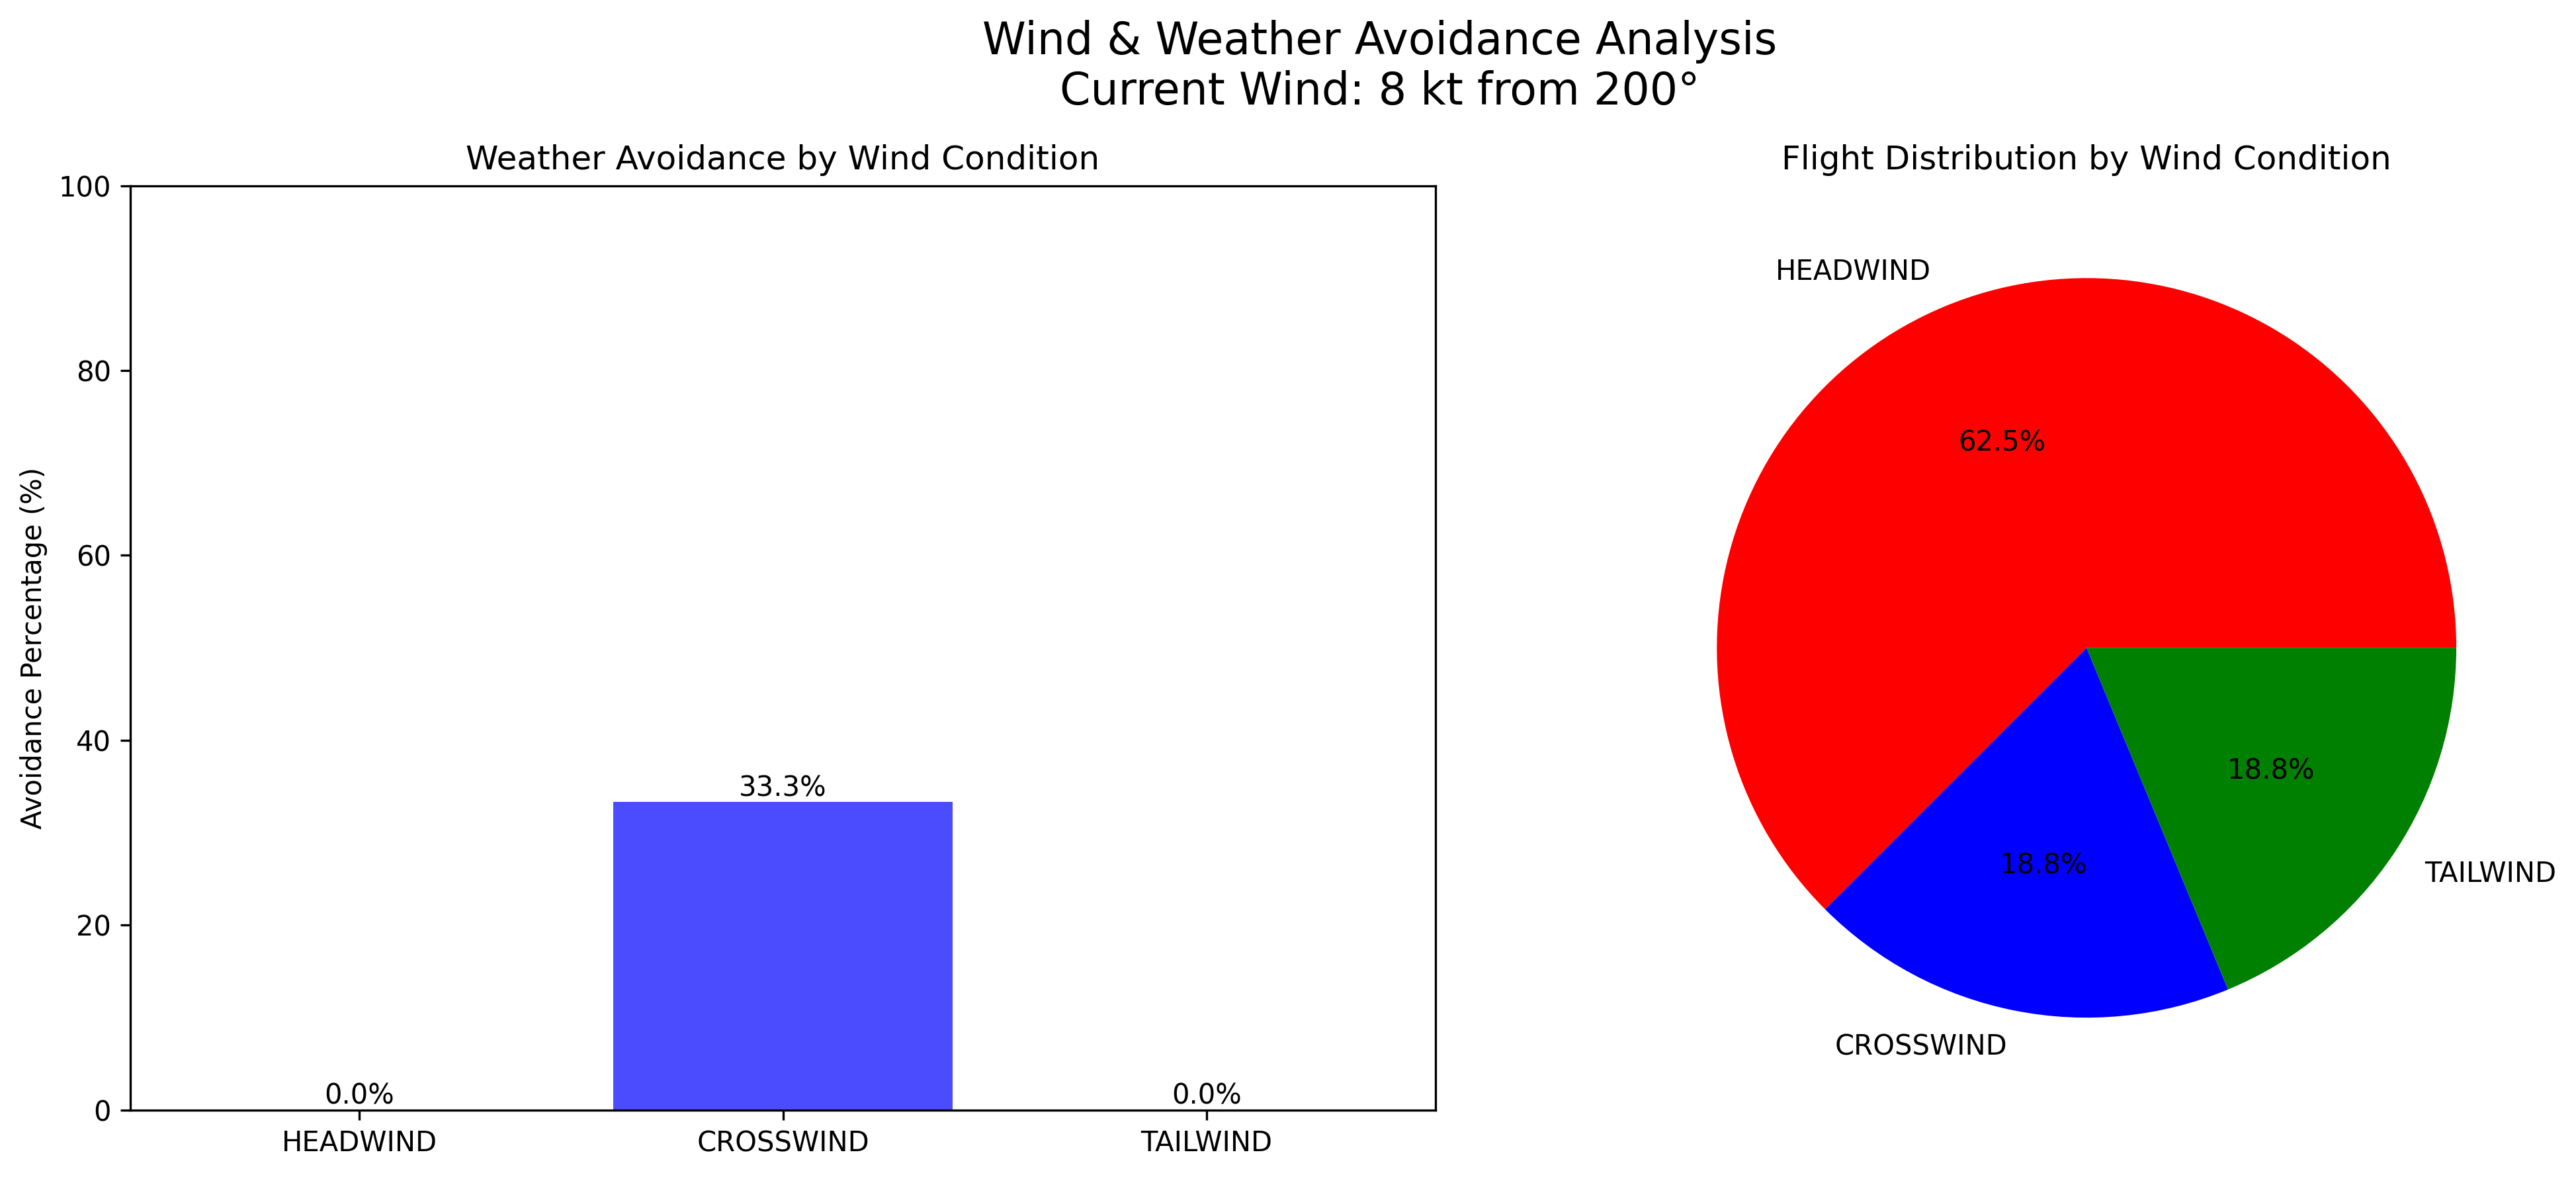 Wind & Weather Avoidance Analysis
Current Wind: 8 kt from 200°
Weather Avoidance by Wind Condition
Avoidance Percentage (%)
100
80
60
40
20
0
0.0%
33.3%
0.0%
HEADWIND
CROSSWIND
TAILWIND
Flight Distribution by Wind Condition
HEADWIND
62.5%
18.8%
18.8%
TAILWIND
CROSSWIND